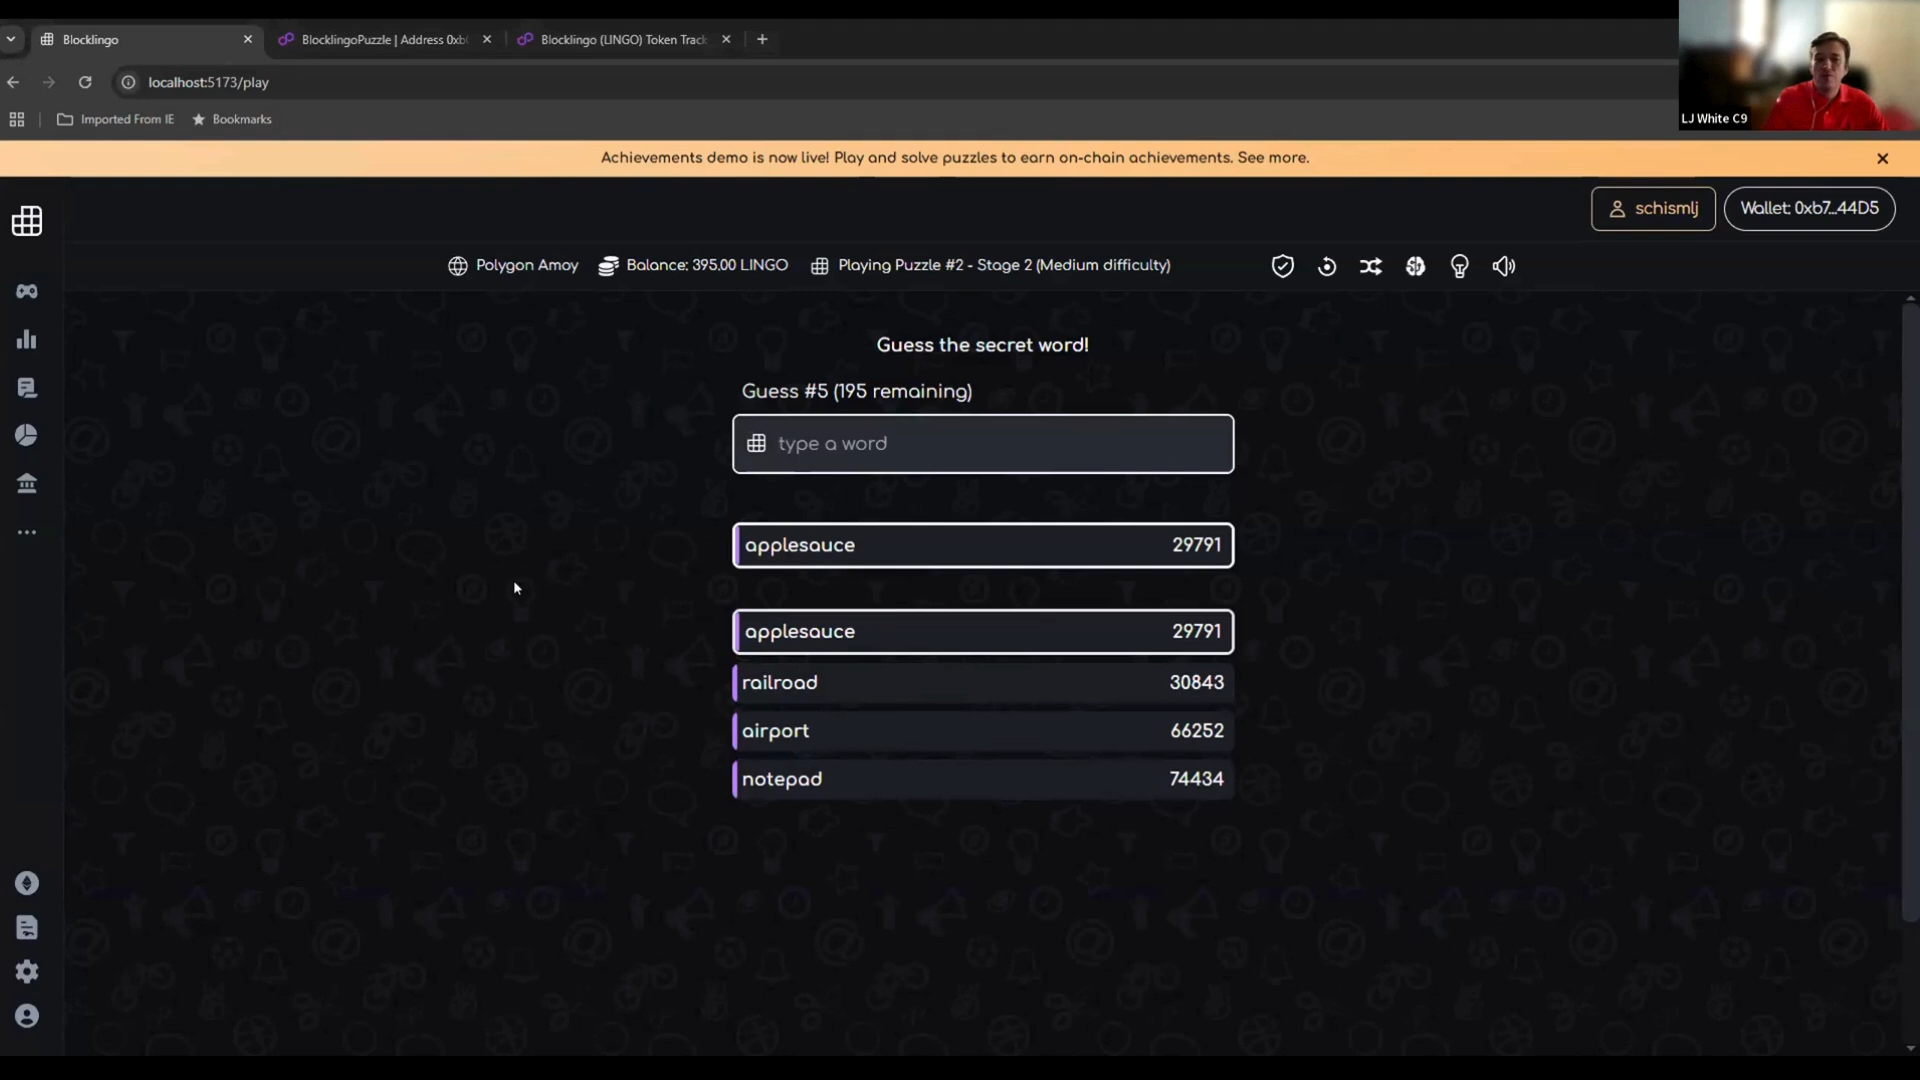 Blocklingo
BlocklingoPuzzle | Address 0xb
Blocklingo (LINGO) Token Track
localhost:5173/play
Imported From IE
Bookmarks
LJ White C9
Achievements demo is now live! Play and solve puzzles to earn on-chain achievements. See more.
schismlj
Wallet: 0xb7...44D5
Polygon Amoy
Balance: 395.00 LINGO
Playing Puzzle #2 - Stage 2 (Medium difficulty)
Guess the secret word!
Guess #5 (195 remaining)
type a word
applesauce 29791
applesauce 29791
railroad 30843
airport 66252
notepad 74434